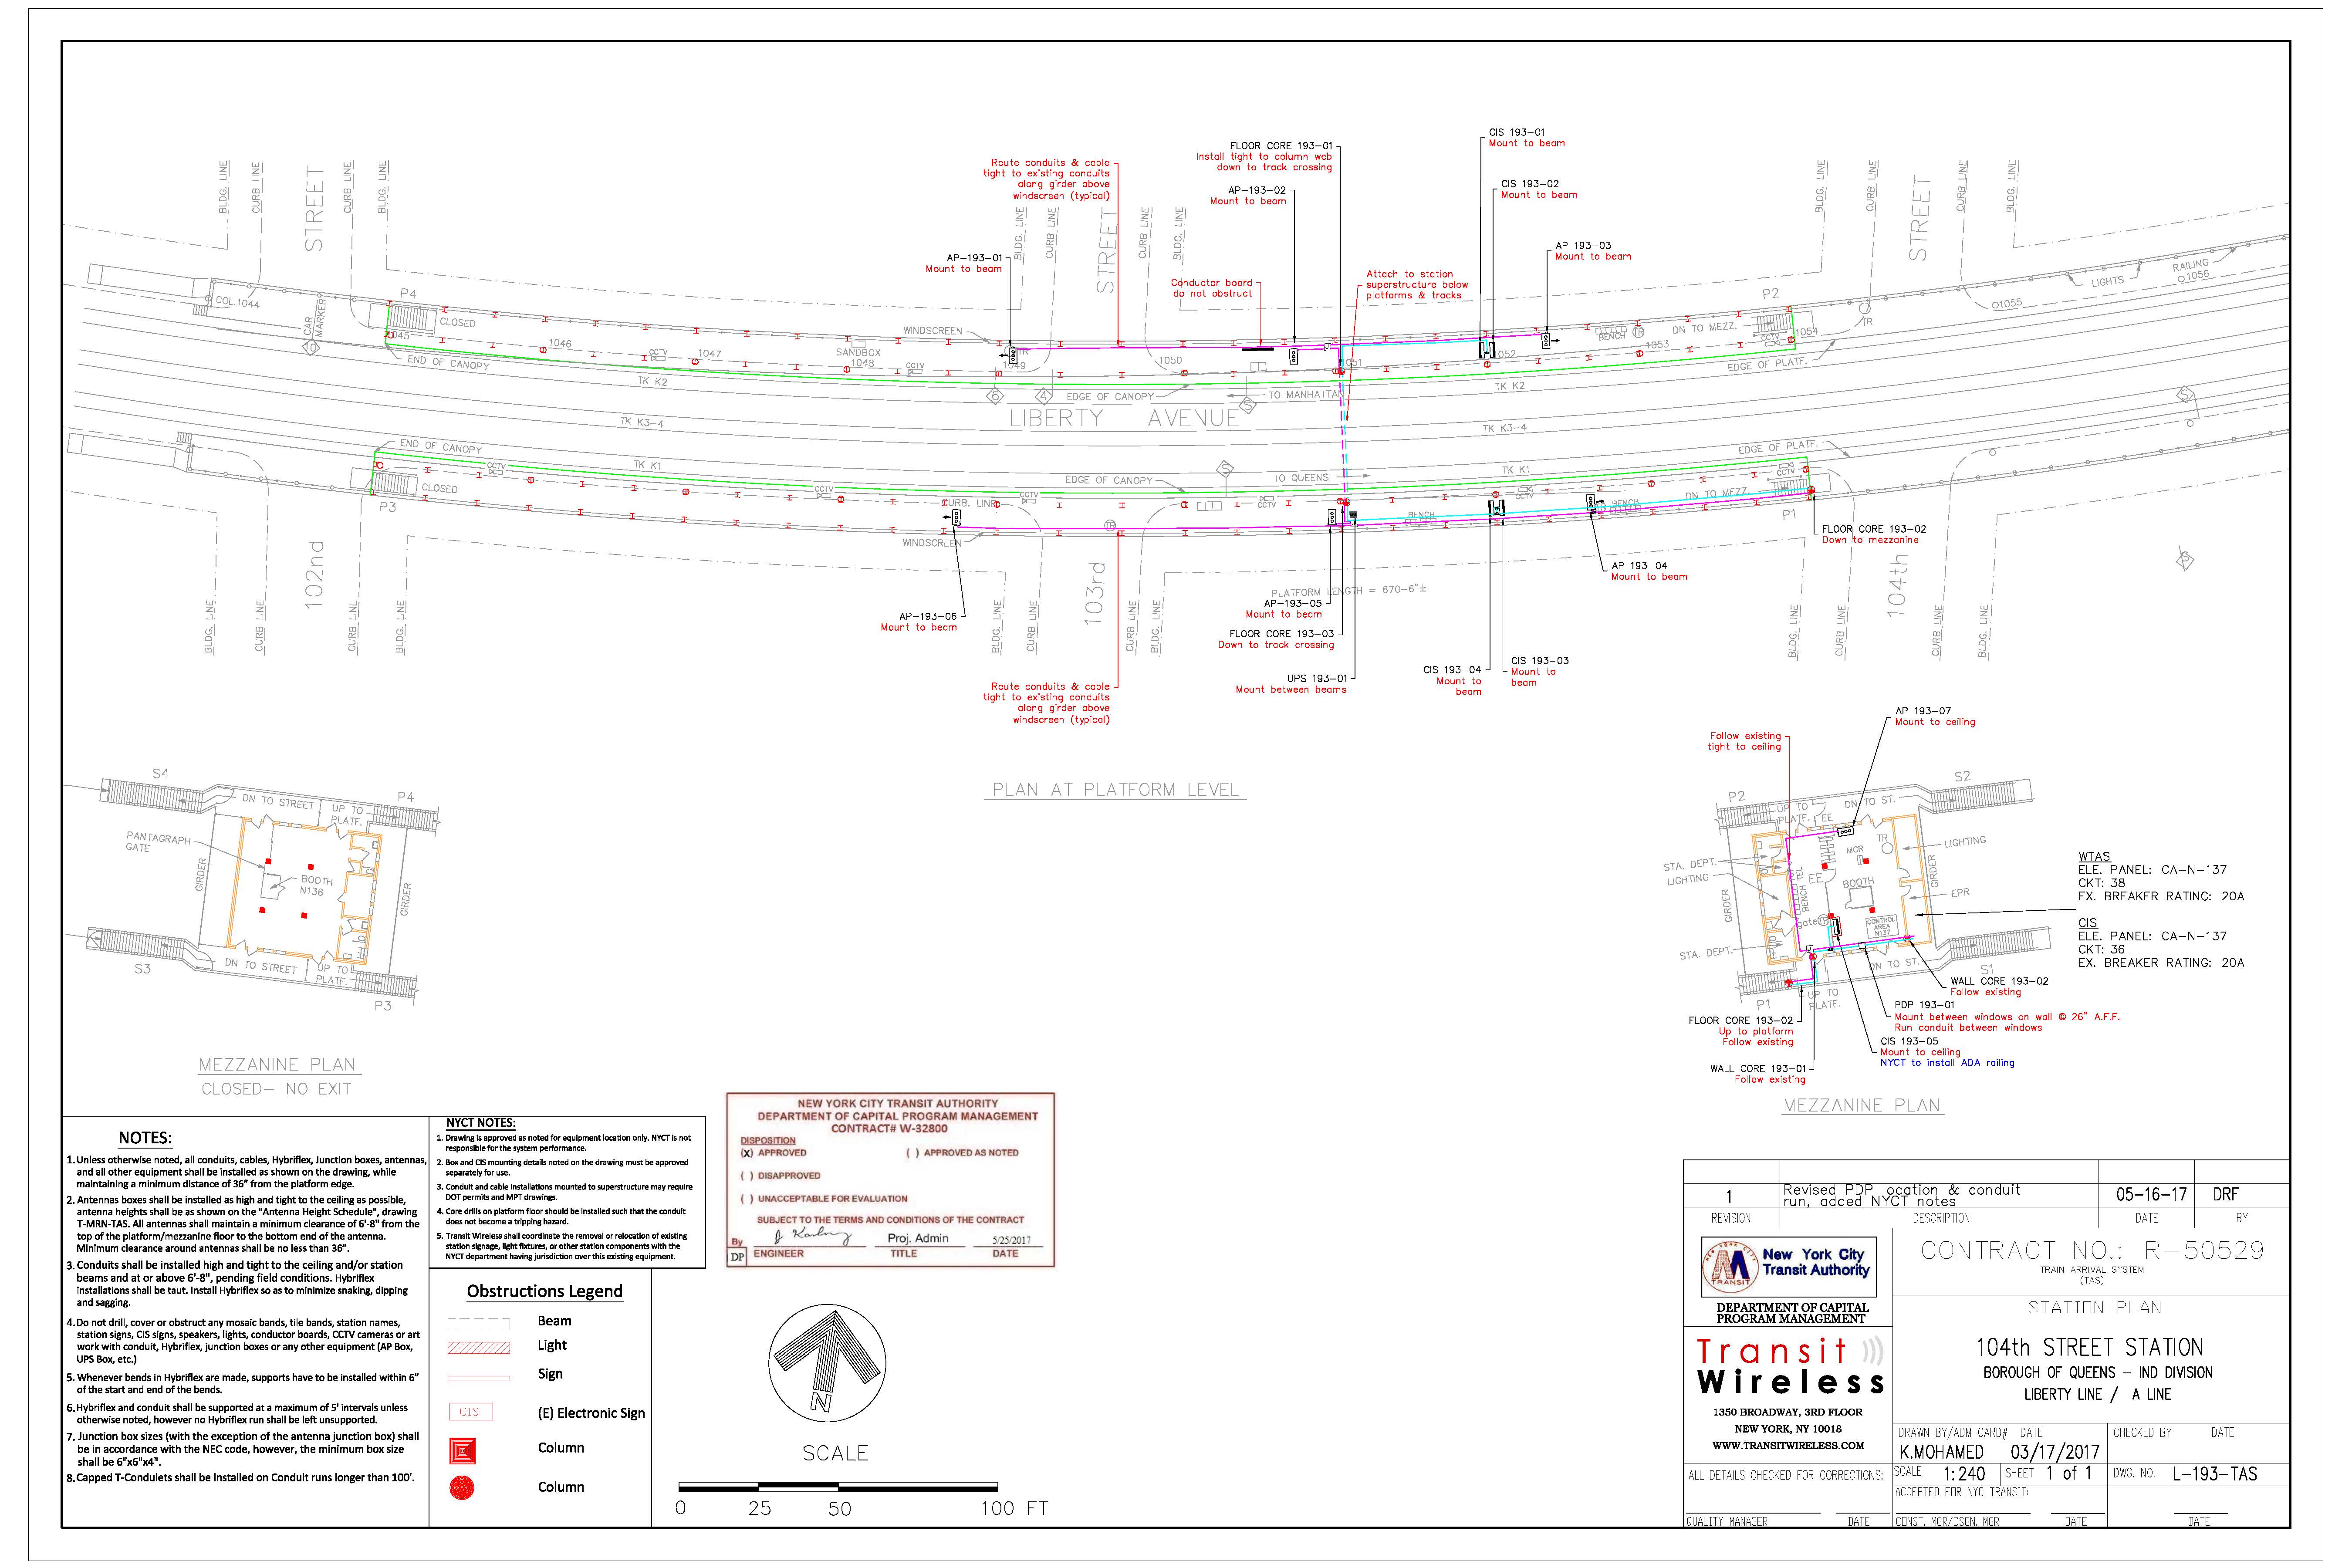 CIS 193-01
Mount to beam
FLOOR CORE 193-01
Install tight to column web
down to track crossing
Route conduits & cable
tight to existing conduits
along girder above
windscreen (typical)
AP-193-02
Mount to beam
CIS 193-02
Mount to beam
AP-193-01
Mount to beam
AP 193-03
Mount to beam
Conductor board
do not obstruct
Attach to station
superstructure below
platforms & tracks
BLDG. LINE
CURB LINE
STREET
CURB LINE
BLDG. LINE
BLDG. LINE
CURB LINE
STREET
CURB LINE
BLDG. LINE
BLDG. LINE
CURB LINE
STREET
CURB LINE
BLDG. LINE
COL.1044
CAR
MARKER
10
P4
CLOSED
1045
END OF CANOPY
1046
CCTV
1047
SANDBOX
1048
CCTV
WINDSCREEN
TR
1049
1050
1051
1052
BENCH
TR
1053
DN TO MEZZ.
P2
1054
CCTV
EDGE OF PLATF.
TR
LIGHTS
RAILING
1056
1055
TK K2
6
4
EDGE OF CANOPY
TO MANHATTAN
S
TK K2
LIBERTY AVENUE
TK K3-4
TK K3-4
S
END OF CANOPY
TK K1
CCTV
CLOSED
P3
CCTV
CURB. LINE
CCTV
EDGE OF CANOPY
S
TO QUEENS
TK K1
EDGE OF PLATF.
CCTV
CCTV
CCTV
TR
WINDSCREEN
BENCH
BENCH
DN TO MEZZ.
P1
FLOOR CORE 193-02
Down to mezzanine
AP 193-04
Mount to beam
PLATFORM LENGTH = 670-6"±
AP-193-05
Mount to beam
AP-193-06
Mount to beam
FLOOR CORE 193-03
Down to track crossing
UPS 193-01
Mount between beams
CIS 193-04
Mount to
beam
CIS 193-03
Mount to
beam
Route conduits & cable
tight to existing conduits
along girder above
windscreen (typical)
102nd
103rd
104th
BLDG. LINE
CURB LINE
CURB LINE
BLDG. LINE
BLDG. LINE
CURB LINE
CURB LINE
BLDG. LINE
BLDG. LINE
CURB LINE
CURB LINE
BLDG. LINE
PLAN AT PLATFORM LEVEL
S4
DN TO STREET
UP TO
PLATF.
P4
PANTAGRAPH
GATE
GIRDER
BOOTH
N136
GIRDER
S3
DN TO STREET
UP TO
PLATF.
P3
MEZZANINE PLAN
CLOSED- NO EXIT
AP 193-07
Mount to ceiling
Follow existing
tight to ceiling
P2
UP TO
PLATF.
EE
DN TO ST.
S2
STA. DEPT.
LIGHTING
MCR
TR
LIGHTING
GIRDER
BENCH TEL
EE
BOOTH
EPR
GIRDER
gate
CONTROL
AREA
N137
STA. DEPT.
DN TO ST.
S1
P1
UP TO
PLATF.
WTAS
ELE. PANEL: CA-N-137
CKT: 38
EX. BREAKER RATING: 20A
CIS
ELE. PANEL: CA-N-137
CKT: 36
EX. BREAKER RATING: 20A
WALL CORE 193-02
Follow existing
PDP 193-01
Mount between windows on wall @ 26" A.F.F.
Run conduit between windows
FLOOR CORE 193-02
Up to platform
Follow existing
CIS 193-05
Mount to ceiling
NYCT to install ADA railing
WALL CORE 193-01
Follow existing
MEZZANINE PLAN
NOTES:
1. Unless otherwise noted, all conduits, cables, Hybriflex, Junction boxes, antennas,
and all other equipment shall be installed as shown on the drawing, while
maintaining a minimum distance of 36" from the platform edge.
2. Antennas boxes shall be installed as high and tight to the ceiling as possible,
antenna heights shall be as shown on the "Antenna Height Schedule", drawing
T-MRN-TAS. All antennas shall maintain a minimum clearance of 6'-8" from the
top of the platform/mezzanine floor to the bottom end of the antenna.
Minimum clearance around antennas shall be no less than 36".
3. Conduits shall be installed high and tight to the ceiling and/or station
beams and at or above 6'-8", pending field conditions. Hybriflex
installations shall be taut. Install Hybriflex so as to minimize snaking, dipping
and sagging.
4. Do not drill, cover or obstruct any mosaic bands, tile bands, station names,
station signs, CIS signs, speakers, lights, conductor boards, CCTV cameras or art
work with conduit, Hybriflex, junction boxes or any other equipment (AP Box,
UPS Box, etc.)
5. Whenever bends in Hybriflex are made, supports have to be installed within 6"
of the start and end of the bends.
6. Hybriflex and conduit shall be supported at a maximum of 5' intervals unless
otherwise noted, however no Hybriflex run shall be left unsupported.
7. Junction box sizes (with the exception of the antenna junction box) shall
be in accordance with the NEC code, however, the minimum box size
shall be 6"x6"x4".
8. Capped T-Condulets shall be installed on Conduit runs longer than 100'.
NYCT NOTES:
1. Drawing is approved as noted for equipment location only. NYCT is not
responsible for the system performance.
2. Box and CIS mounting details noted on the drawing must be approved
separately for use.
3. Conduit and cable installations mounted to superstructure may require
DOT permits and MPT drawings.
4. Core drills on platform floor should be installed such that the conduit
does not become a tripping hazard.
5. Transit Wireless shall coordinate the removal or relocation of existing
station signage, light fixtures, or other station components with the
NYCT department having jurisdiction over this existing equipment.
Obstructions Legend
Beam
Light
Sign
CIS
(E) Electronic Sign
Column
Column
NEW YORK CITY TRANSIT AUTHORITY
DEPARTMENT OF CAPITAL PROGRAM MANAGEMENT
CONTRACT# W-32800
DISPOSITION
(X) APPROVED
( ) APPROVED AS NOTED
( ) DISAPPROVED
( ) UNACCEPTABLE FOR EVALUATION
SUBJECT TO THE TERMS AND CONDITIONS OF THE CONTRACT
By
Proj. Admin
5/25/2017
DP
ENGINEER
TITLE
DATE
N
SCALE
0 25 50 100 FT
1 Revised PDP location & conduit
run, added NYCT notes
05-16-17 DRF
REVISION DESCRIPTION DATE BY
TRANSIT
New York City
Transit Authority
DEPARTMENT OF CAPITAL
PROGRAM MANAGEMENT
Transit
Wireless
1350 BROADWAY, 3RD FLOOR
NEW YORK, NY 10018
WWW.TRANSITWIRELESS.COM
ALL DETAILS CHECKED FOR CORRECTIONS:
QUALITY MANAGER DATE
CONTRACT NO.: R-50529
TRAIN ARRIVAL SYSTEM
(TAS)
STATION PLAN
104th STREET STATION
BOROUGH OF QUEENS - IND DIVISION
LIBERTY LINE / A LINE
DRAWN BY/ADM CARD# DATE
K.MOHAMED 03/17/2017
CHECKED BY DATE
SCALE 1:240
SHEET 1 of 1
DWG. NO. L-193-TAS
ACCEPTED FOR NYC TRANSIT:
CONST. MGR/DSGN. MGR DATE
DATE